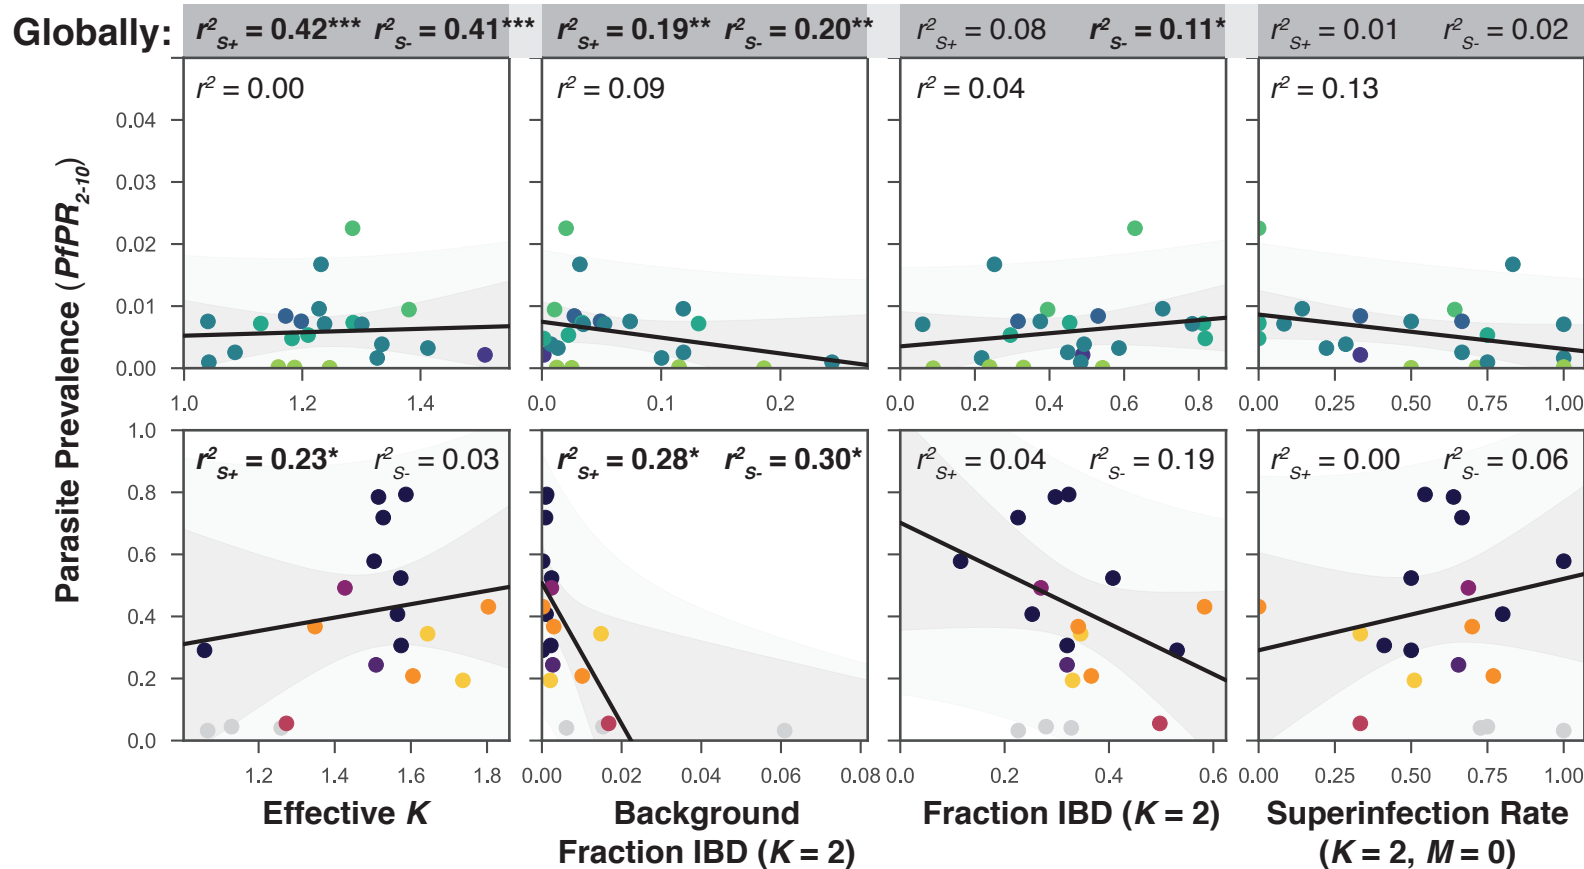 Globally: r²S+ = 0.42*** r²S- = 0.41*** r²S+ = 0.19** r²S- = 0.20** r²S+ = 0.08 r²S- = 0.11* r²S+ = 0.01 r²S- = 0.02
r² = 0.00 r² = 0.09 r² = 0.04 r² = 0.13
Parasite Prevalence (PfPR2-10)
0.04
0.03
0.02
0.01
0.00
1.0 1.2 1.4 0.0 0.1 0.2 0.0 0.2 0.4 0.6 0.8 0.00 0.25 0.50 0.75 1.00
r²S+ = 0.23* r²S- = 0.03 r²S+ = 0.28* r²S- = 0.30* r²S+ = 0.04 r²S- = 0.19 r²S+ = 0.00 r²S- = 0.06
1.0
0.8
0.6
0.4
0.2
0.0
1.2 1.4 1.6 1.8 0.00 0.02 0.04 0.06 0.08 0.0 0.2 0.4 0.6 0.00 0.25 0.50 0.75 1.00
Effective K
Background
Fraction IBD (K = 2)
Fraction IBD (K = 2)
Superinfection Rate
(K = 2, M = 0)